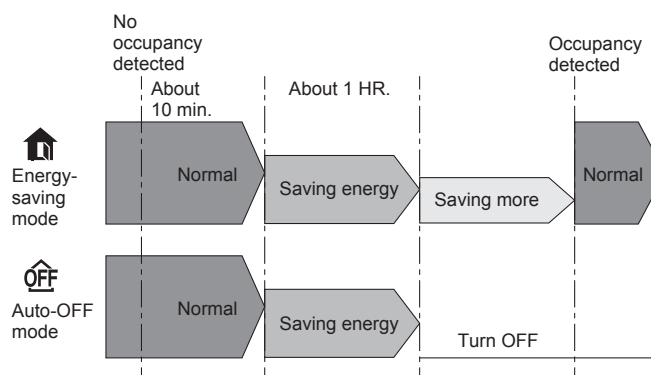 No
occupancy
detected
Occupancy
detected
About
10 min.
About 1 HR.
Energy-
saving
mode
Normal
Saving energy
Saving more
Normal
OFF
Auto-OFF
mode
Normal
Saving energy
Turn OFF